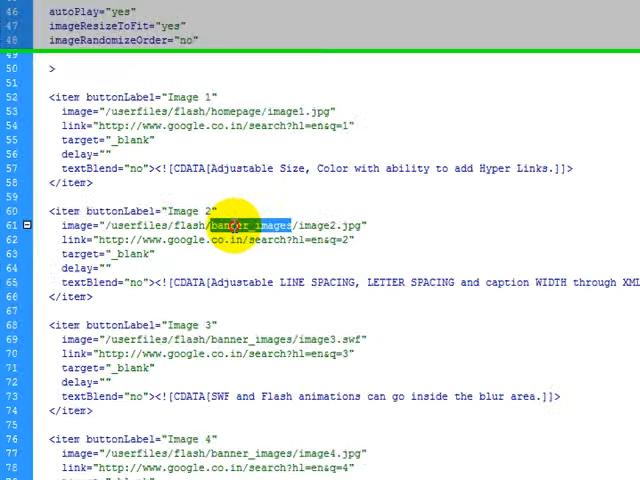 46 autoPlay="yes"
47 imageResizeToFit="yes"
48 imageRandomizeOrder="no"
49
50 >
51
52 <item buttonLabel="Image 1"
53 image="/userfiles/flash/homepage/image1.jpg"
54 link="http://www.google.co.in/search?hl=en&q=1"
55 target="_blank"
56 delay=""
57 textBlend="no"><![CDATA[Adjustable Size, Color with ability to add Hyper Links.]]>
58 </item>
59
60 <item buttonLabel="Image 2"
61 image="/userfiles/flash/banner_images/image2.jpg"
62 link="http://www.google.co.in/search?hl=en&q=2"
63 target="_blank"
64 delay=""
65 textBlend="no"><![CDATA[Adjustable LINE SPACING, LETTER SPACING and caption WIDTH through XML
66 </item>
67
68 <item buttonLabel="Image 3"
69 image="/userfiles/flash/banner_images/image3.swf"
70 link="http://www.google.co.in/search?hl=en&q=3"
71 target="_blank"
72 delay=""
73 textBlend="no"><![CDATA[SWF and Flash animations can go inside the blur area.]]>
74 </item>
75
76 <item buttonLabel="Image 4"
77 image="/userfiles/flash/banner_images/image4.jpg"
78 link="http://www.google.co.in/search?hl=en&q=4"